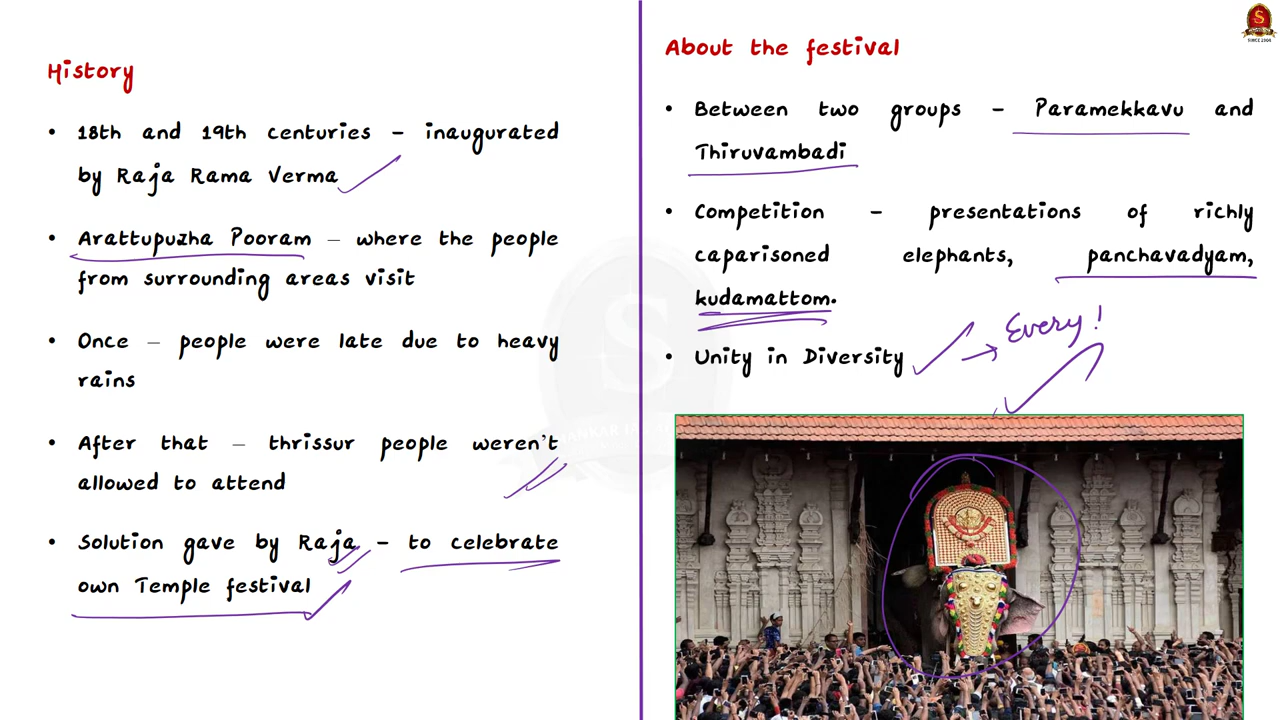 History
• 18th and 19th centuries – inaugurated
by Raja Rama Verma
• Arattupuzha Pooram – where the people
from surrounding areas visit
• Once – people were late due to heavy
rains
• After that – thrissur people weren't
allowed to attend
• Solution gave by Raja – to celebrate
own Temple festival
About the festival
• Between two groups – Paramekkavu and
Thiruvambadi
• Competition – presentations of richly
caparisoned elephants, panchavadyam,
kudamattom.
• Unity in Diversity → Every!
S
SINCE 2004